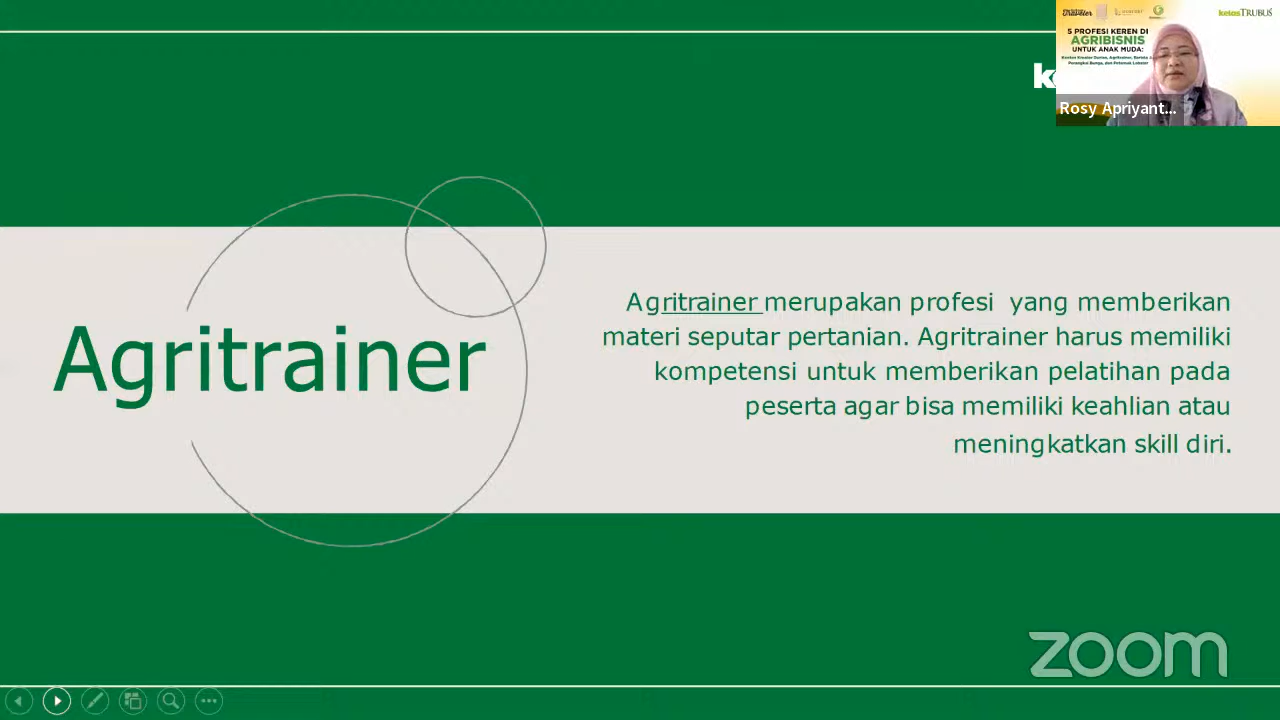 kelasTRUBUS
5 PROFESI KEREN DI
AGRIBISNIS
UNTUK ANAK MUDA:
Rosy Apriyant...
Agritrainer
Agritrainer merupakan profesi yang memberikan
materi seputar pertanian. Agritrainer harus memiliki
kompetensi untuk memberikan pelatihan pada
peserta agar bisa memiliki keahlian atau
meningkatkan skill diri.
zoom